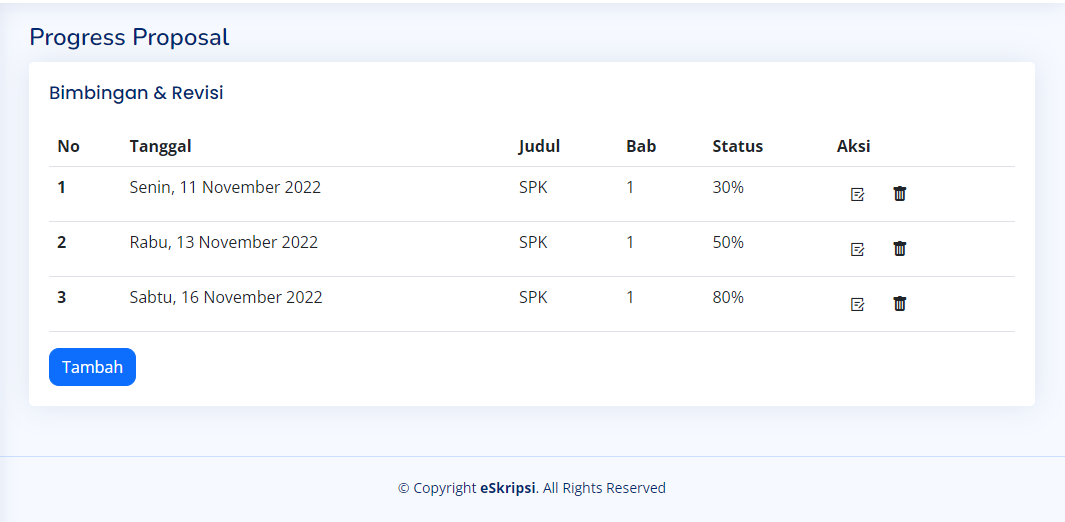 Progress Proposal
Bimbingan & Revisi
No Tanggal Judul Bab Status Aksi
1 Senin, 11 November 2022 SPK 1 30%
2 Rabu, 13 November 2022 SPK 1 50%
3 Sabtu, 16 November 2022 SPK 1 80%
Tambah
© Copyright eSkripsi. All Rights Reserved